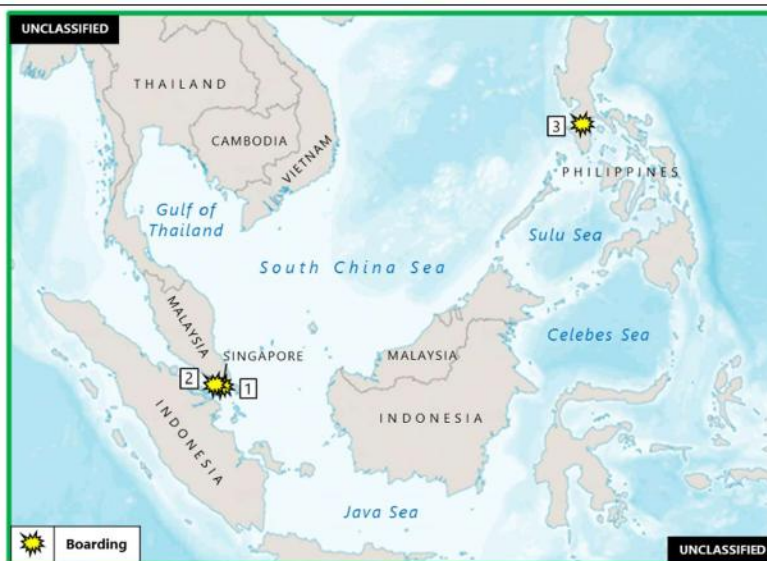 UNCLASSIFIED
THAILAND
CAMBODIA
VIETNAM
3
PHILIPPINES
Gulf of
Thailand
Sulu Sea
South China Sea
MALAYSIA
SINGAPORE
MALAYSIA
Celebes Sea
2
1
INDONESIA
INDONESIA
Java Sea
Boarding
UNCLASSIFIED